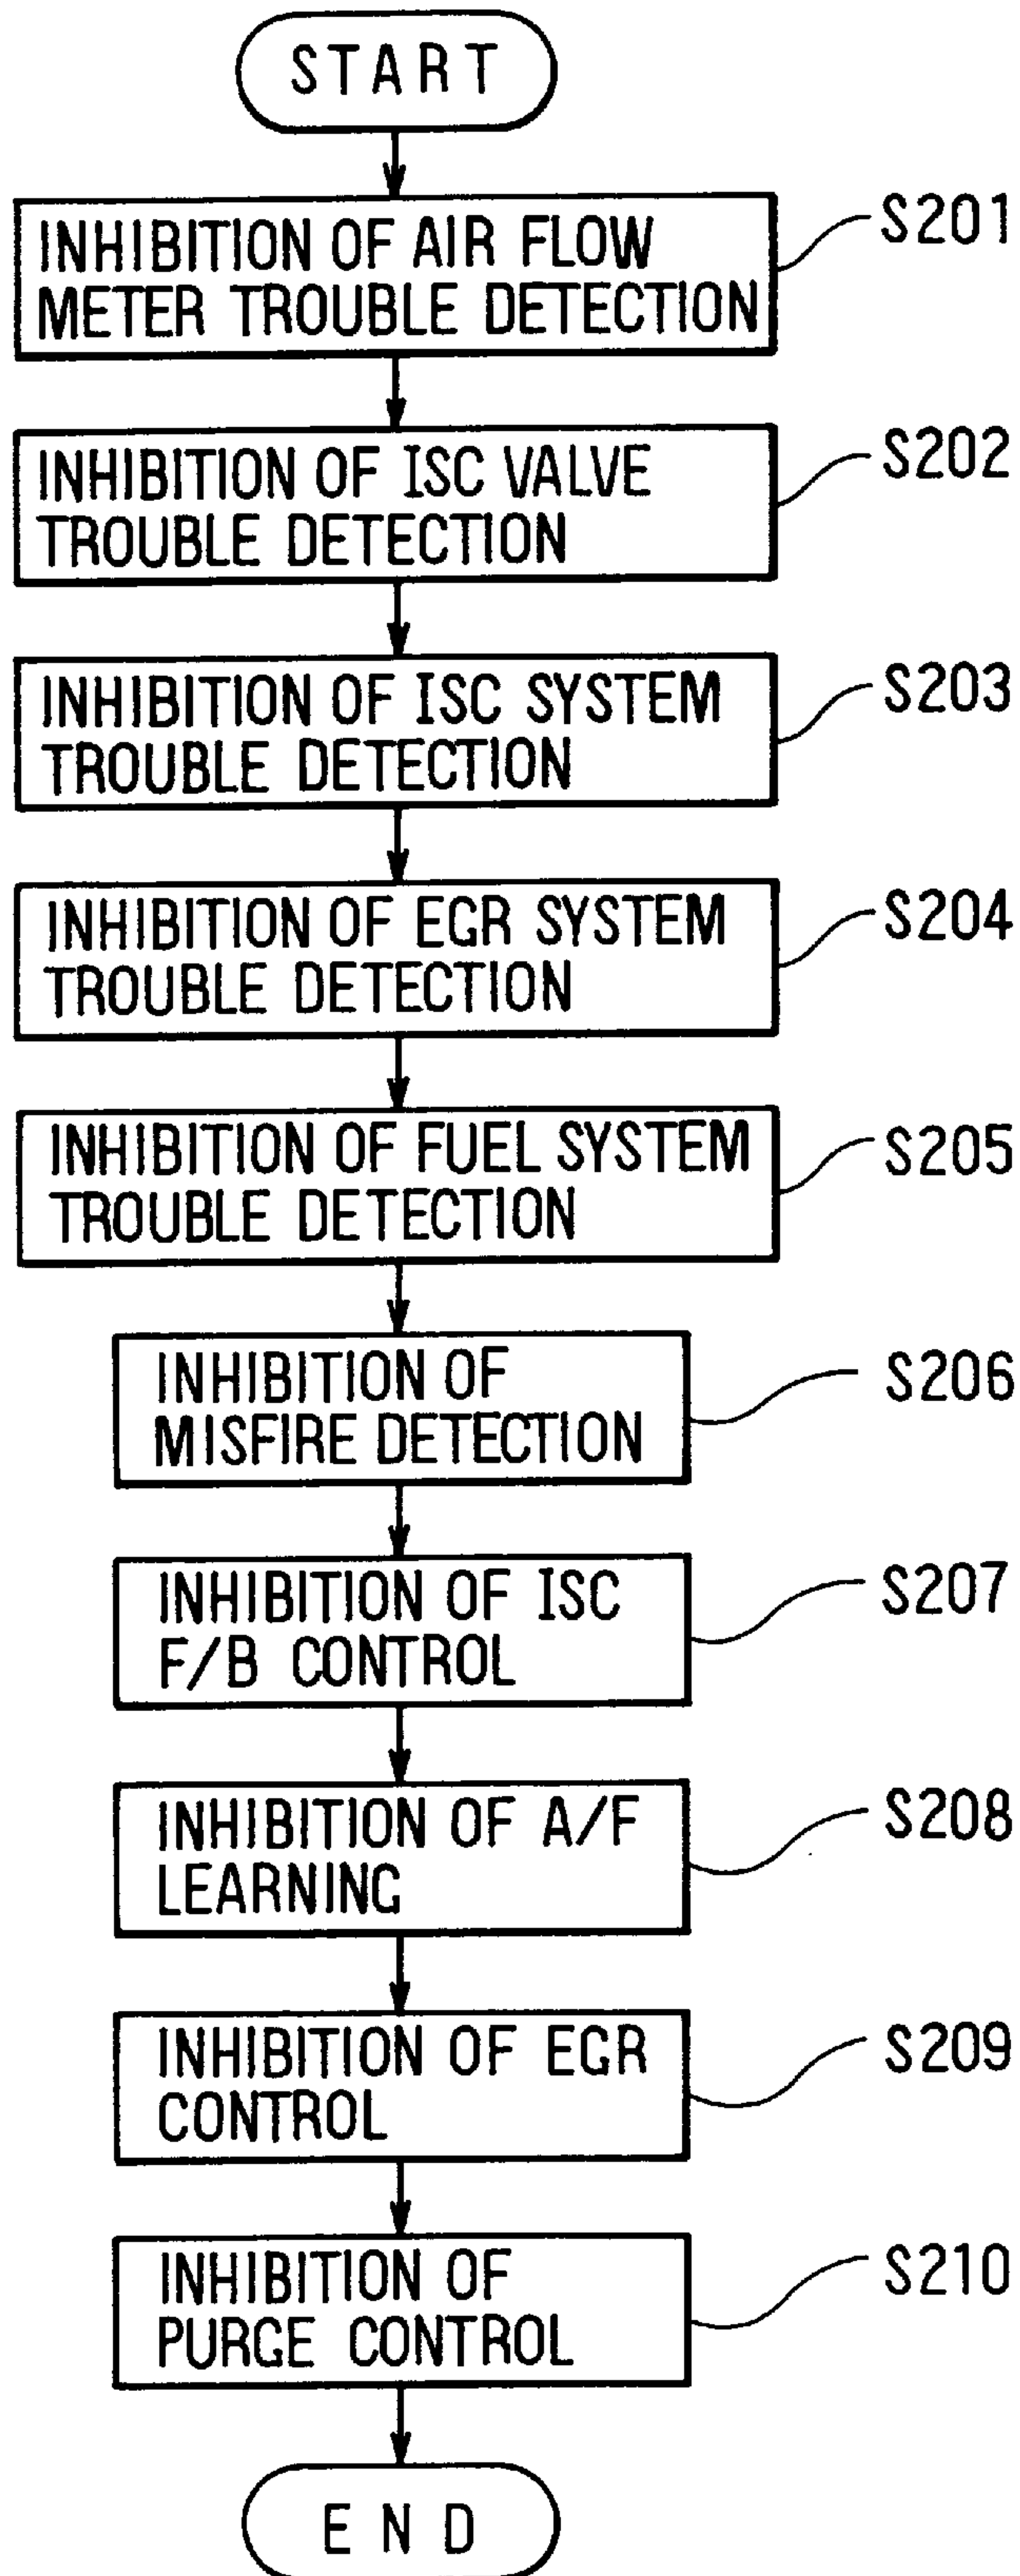 START
INHIBITION OF AIR FLOW
METER TROUBLE DETECTION
S201
INHIBITION OF ISC VALVE
TROUBLE DETECTION
S202
INHIBITION OF ISC SYSTEM
TROUBLE DETECTION
S203
INHIBITION OF EGR SYSTEM
TROUBLE DETECTION
S204
INHIBITION OF FUEL SYSTEM
TROUBLE DETECTION
S205
INHIBITION OF
MISFIRE DETECTION
S206
INHIBITION OF ISC
F/B CONTROL
S207
INHIBITION OF A/F
LEARNING
S208
INHIBITION OF EGR
CONTROL
S209
INHIBITION OF
PURGE CONTROL
S210
END